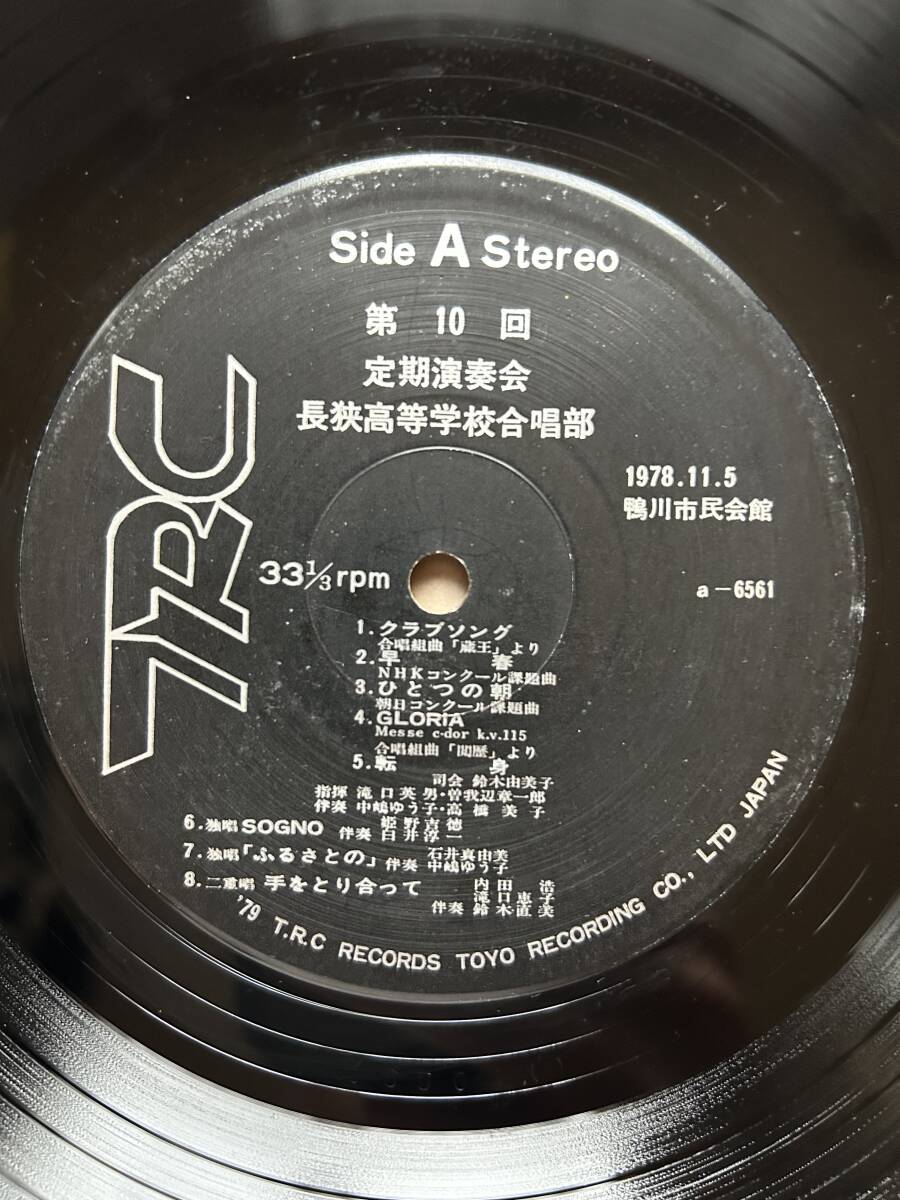 Side A Stereo
第 10 回
定期演奏会
長狭高等学校合唱部
1978.11.5
鴨川市民会館
TRC
33⅓rpm
a-6561
1. クラブソング
合唱組曲「蔵王」より
2. 早 春
NHKコンクール課題曲
3. ひとつの朝
朝日コンクール課題曲
4. GLORIA
Messe c-dor k.v.115
合唱組曲「閲歴」より
5. 転 身
司会 鈴木由美子
指揮 滝口英男・曽我辺章一郎
伴奏 中嶋ゆう子・高橋美子
6. 独唱 SOGNO 姫野吉徳
伴奏 白井淳一
7. 独唱「ふるさとの」 石井真由美
伴奏 中嶋ゆう子
8. 二重唱 手をとり合って 内田 浩
滝口恵子
伴奏 鈴木直美
'79 T.R.C RECORDS TOYO RECORDING CO., LTD JAPAN